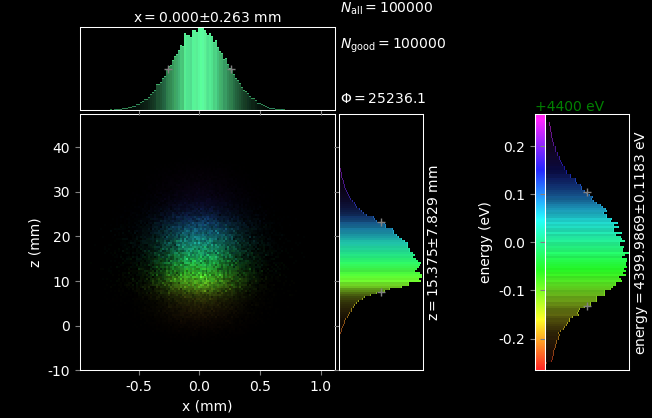 x = 0.000±0.263 mm
N_all = 100000
N_good = 100000
Φ = 25236.1
+4400 eV
40
30
20
10
0
-10
z (mm)
-0.5 0.0 0.5 1.0
x (mm)
z = 15.375±7.829 mm
0.2
0.1
0.0
-0.1
-0.2
energy (eV)
energy = 4399.9869±0.1183 eV